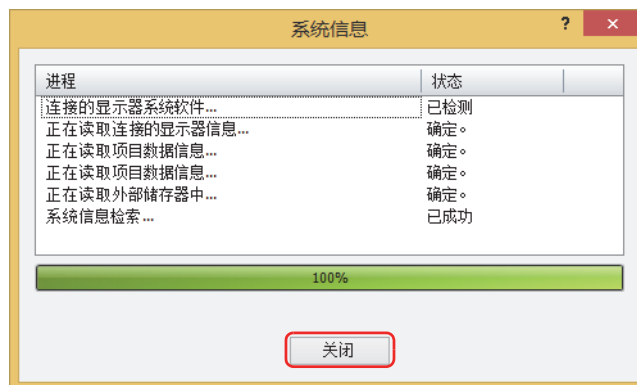 系统信息
? ×
进程 状态
连接的显示器系统软件... 已检测
正在读取连接的显示器信息... 确定。
正在读取项目数据信息... 确定。
正在读取项目数据信息... 确定。
正在读取外部储存器中... 确定。
系统信息检索... 已成功
100%
关闭